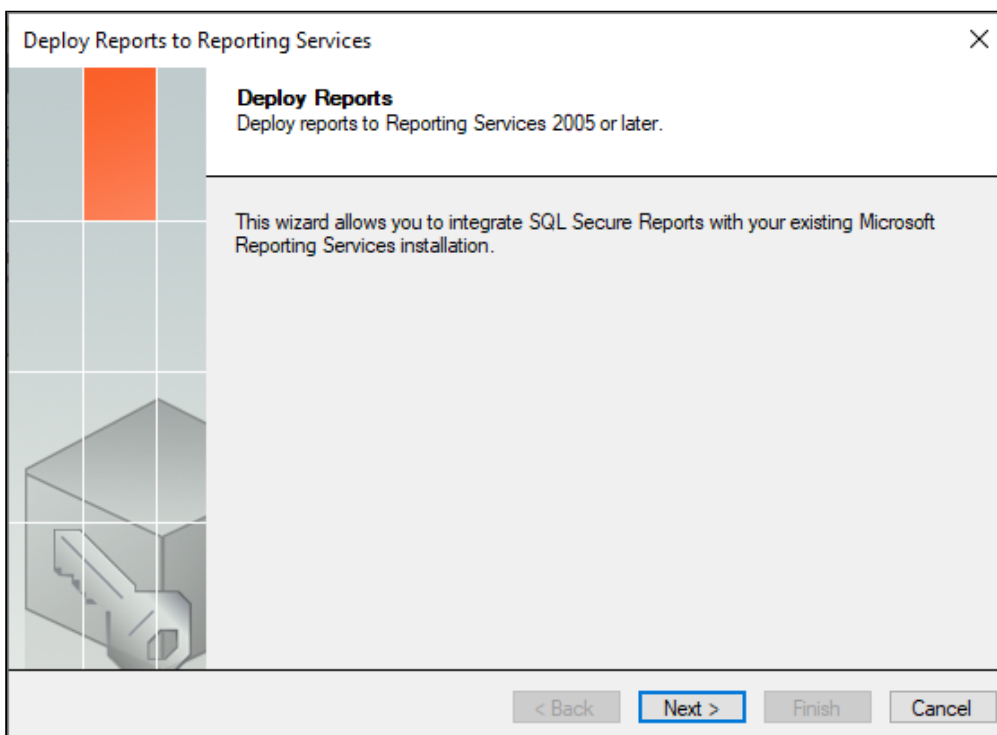 Deploy Reports to Reporting Services
Deploy Reports
Deploy reports to Reporting Services 2005 or later.
This wizard allows you to integrate SQL Secure Reports with your existing Microsoft
Reporting Services installation.
< Back Next > Finish Cancel